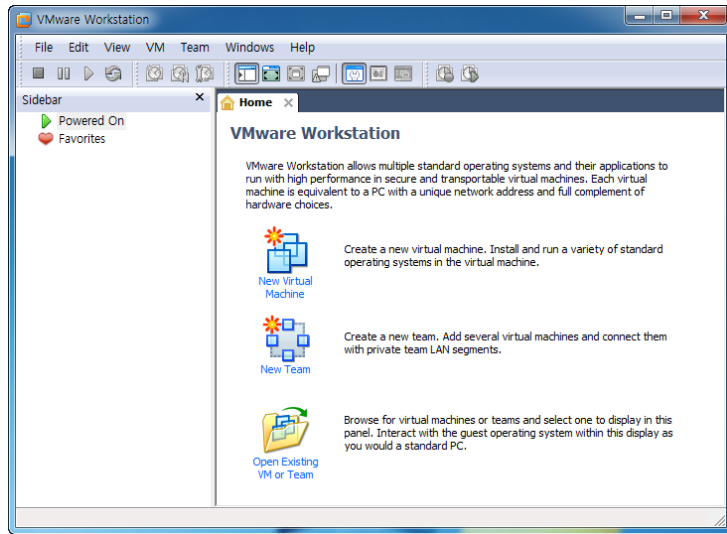 VMware Workstation
File Edit View VM Team Windows Help
Sidebar
Powered On
Favorites
Home
VMware Workstation
VMware Workstation allows multiple standard operating systems and their applications to
run with high performance in secure and transportable virtual machines. Each virtual
machine is equivalent to a PC with a unique network address and full complement of
hardware choices.
New Virtual
Machine
Create a new virtual machine. Install and run a variety of standard
operating systems in the virtual machine.
New Team
Create a new team. Add several virtual machines and connect them
with private team LAN segments.
Open Existing
VM or Team
Browse for virtual machines or teams and select one to display in this
panel. Interact with the guest operating system within this display as
you would a standard PC.